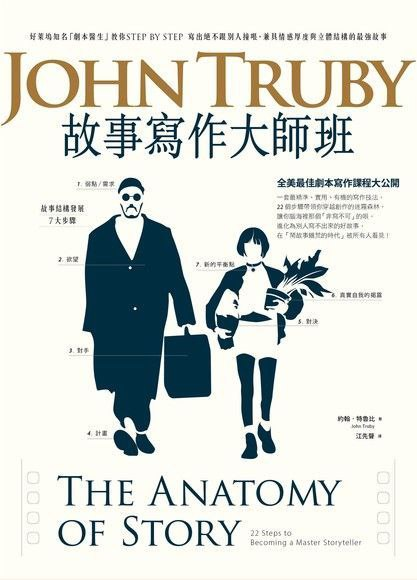 好萊塢知名「劇本醫生」教你STEP BY STEP 寫出絕不跟別人撞哏、兼具情感厚度與立體結構的最強故事
JOHN TRUBY
故事寫作大師班
全美最佳劇本寫作課程大公開
一套最精準、實用、有機的寫作技法，
22 個步驟帶領你穿越創作的迷霧森林，
讓你腦海裡那個「非寫不可」的哏，
進化為別人寫不出來的好故事，
在「鬧故事饑荒的時代」被所有人看見！
1. 弱點/需求
故事結構發展
7 大步驟
2. 欲望
7. 新的平衡點
6. 真實自我的揭露
5. 對決
3. 對手
4. 計畫
約翰・特魯比 著
John Truby
江先聲 譯
THE ANATOMY
OF STORY
22 Steps to
Becoming a Master Storyteller